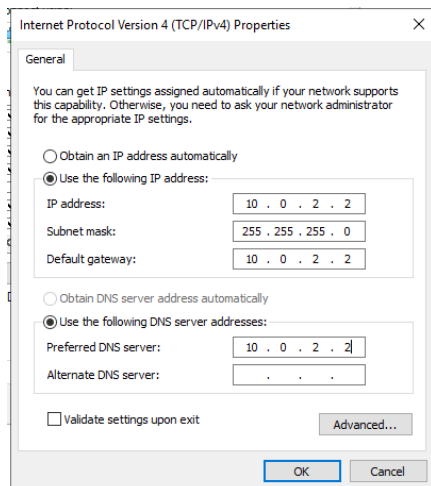 Internet Protocol Version 4 (TCP/IPv4) Properties
General
You can get IP settings assigned automatically if your network supports
this capability. Otherwise, you need to ask your network administrator
for the appropriate IP settings.
Obtain an IP address automatically
Use the following IP address:
IP address: 10 . 0 . 2 . 2
Subnet mask: 255 . 255 . 255 . 0
Default gateway: 10 . 0 . 2 . 2
Obtain DNS server address automatically
Use the following DNS server addresses:
Preferred DNS server: 10 . 0 . 2 . 2
Alternate DNS server: . . .
Validate settings upon exit
Advanced...
OK Cancel